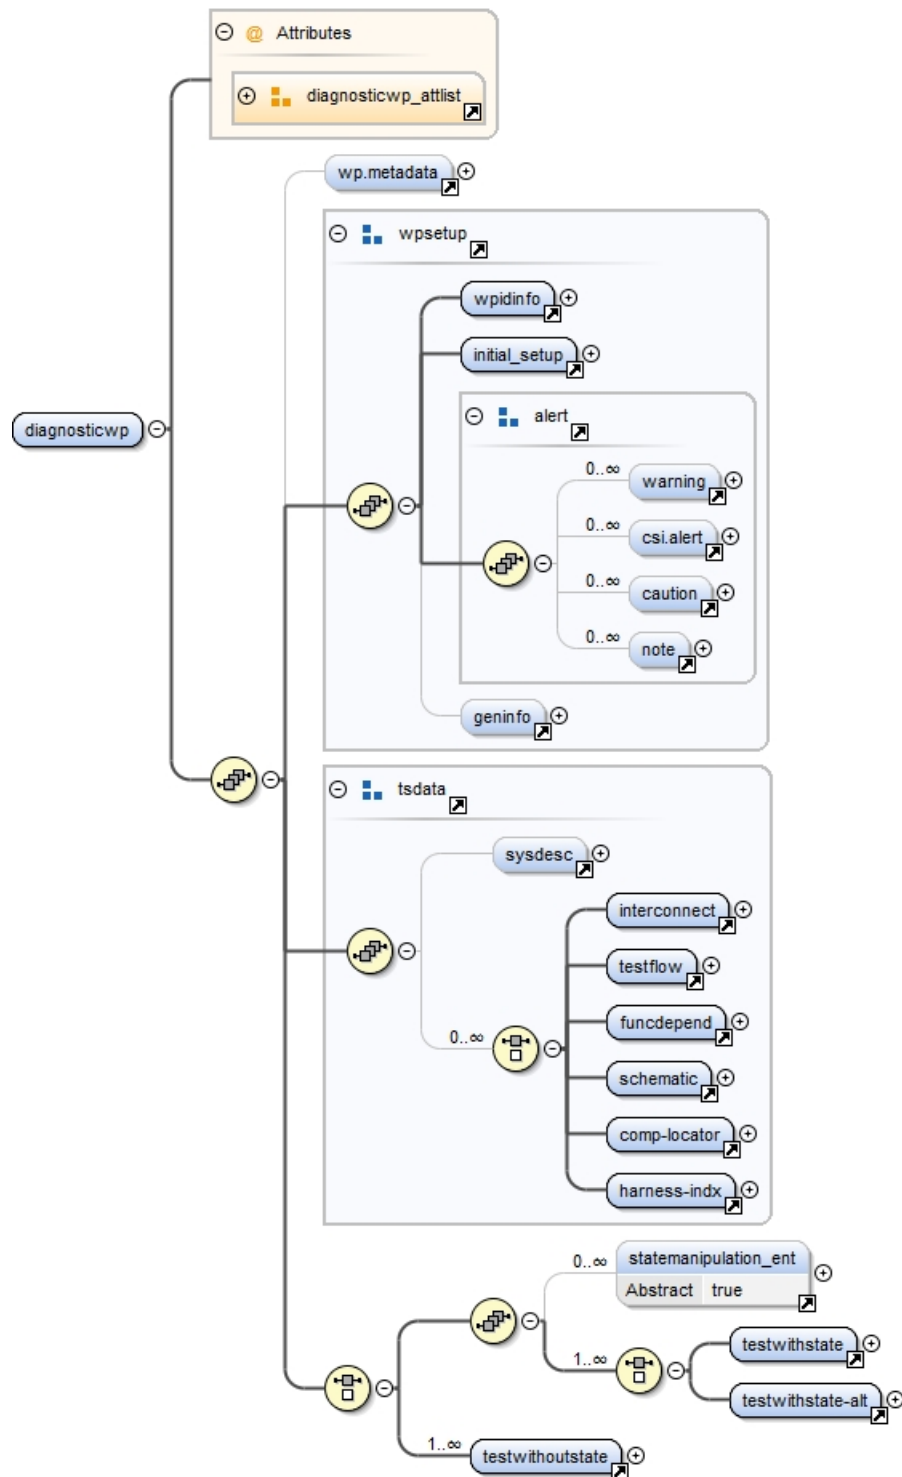 @ Attributes
diagnosticwp_attlist
wp.metadata
wpsetup
wpidinfo
initial_setup
alert
0..∞
warning
0..∞
csi.alert
0..∞
caution
0..∞
note
geninfo
diagnosticwp
tsdata
sysdesc
interconnect
testflow
funcdepend
0..∞
schematic
comp-locator
harness-indx
0..∞
statemanipulation_ent
Abstract true
testwithstate
1..∞
testwithstate-alt
1..∞
testwithoutstate